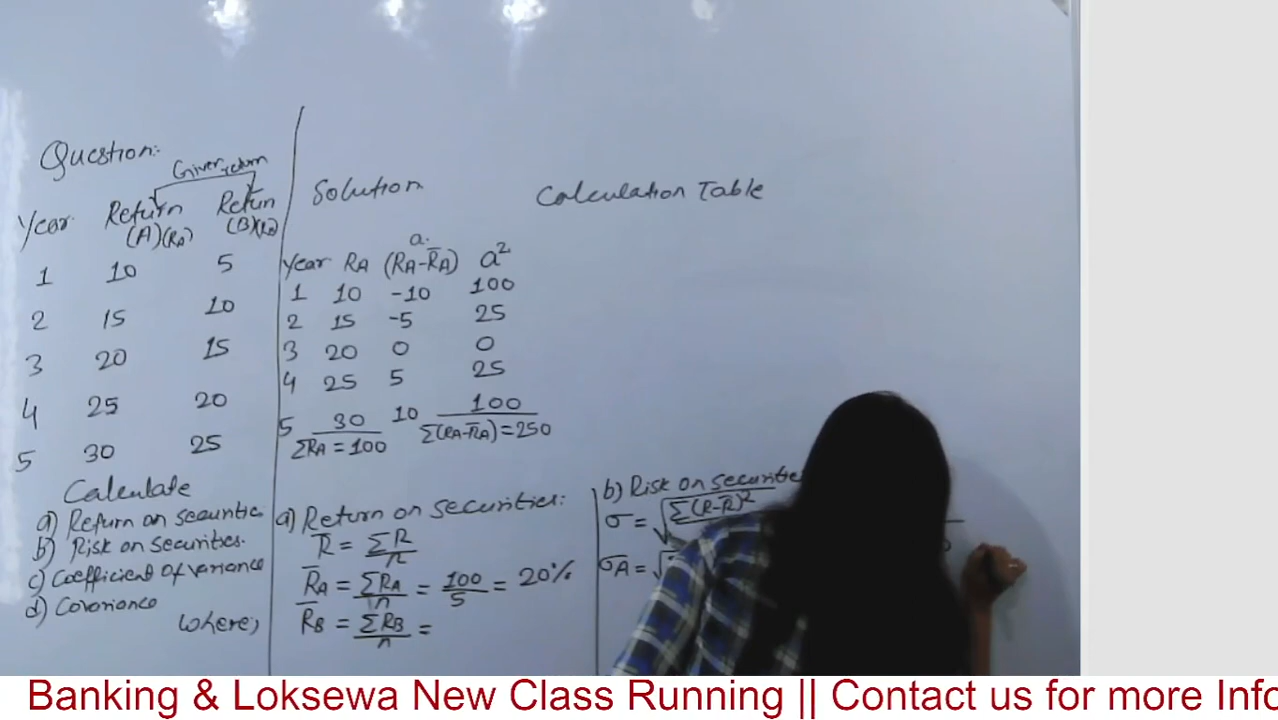 Question:
Given return
Year Return (A)(RA) Return (B)(RB)
1 10 5
2 15 10
3 20 15
4 25 20
5 30 25
Calculate
a) Return on securities
b) Risk on securities.
c) Coefficient of variance
d) Covariance
where,
Solution
Calculation Table
a.
Year RA (RA-R̅A) a²
1 10 -10 100
2 15 -5 25
3 20 0 0
4 25 5 25
5 30 10 100
ΣRA = 100 Σ(RA-R̅A)=250
a) Return on securities:
R̅ = ΣR/n
R̅A = ΣRA/n = 100/5 = 20%
R̅B = ΣRB/n =
b) Risk on securities
σ = √Σ(R-R̅)²
σA = √
Banking & Loksewa New Class Running || Contact us for more Info